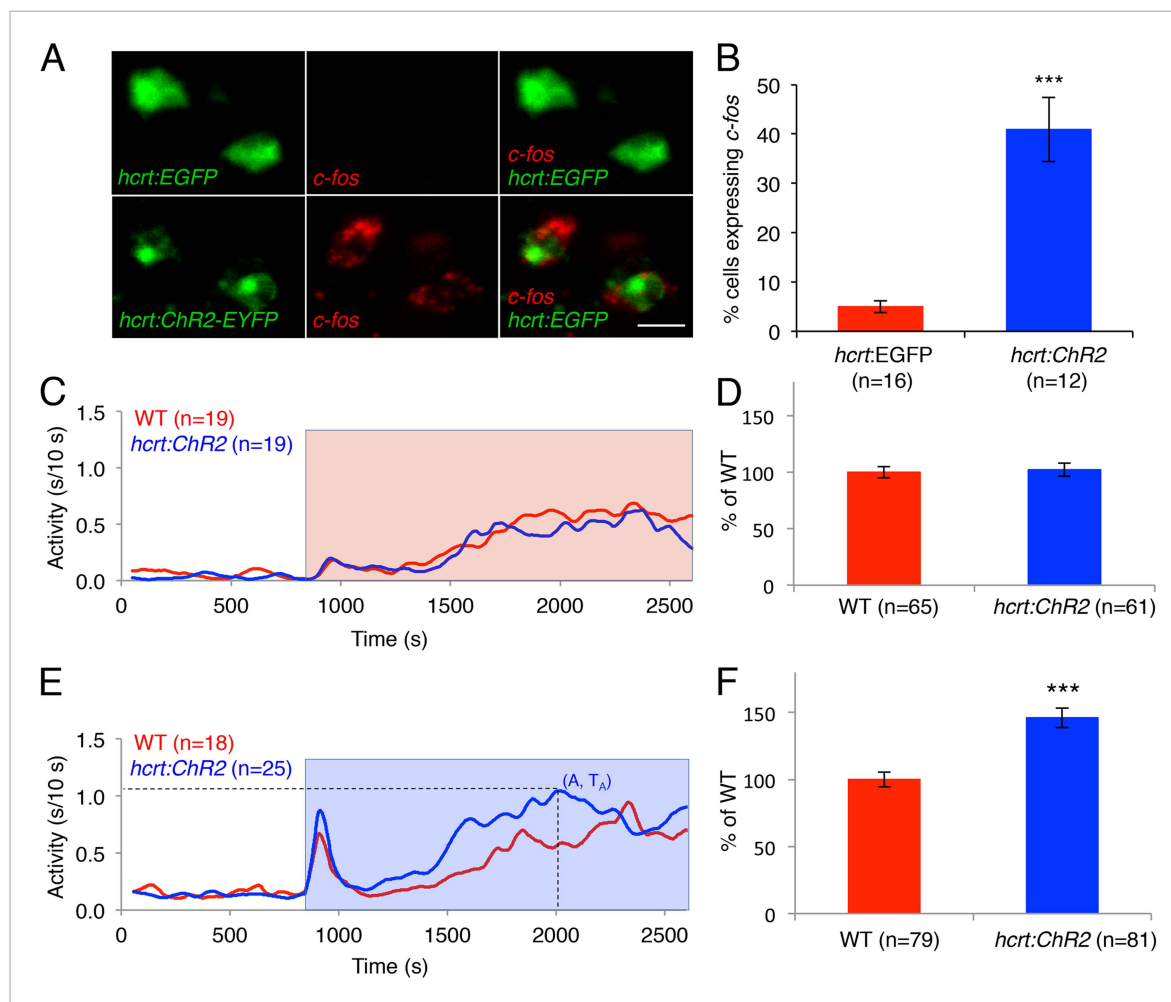 A
hcrt:EGFP
c-fos
c-fos
hcrt:EGFP
hcrt:ChR2-EYFP
c-fos
c-fos
hcrt:EGFP
B
% cells expressing c-fos
50
40
30
20
10
0
***
hcrt:EGFP
(n=16)
hcrt:ChR2
(n=12)
C
WT (n=19)
hcrt:ChR2 (n=19)
Activity (s/10 s)
1.5
1.0
0.5
0.0
0 500 1000 1500 2000 2500
Time (s)
D
% of WT
150
100
50
0
WT (n=65) hcrt:ChR2 (n=61)
E
WT (n=18)
hcrt:ChR2 (n=25)
(A, TA)
Activity (s/10 s)
1.5
1.0
0.5
0.0
0 500 1000 1500 2000 2500
Time (s)
F
***
% of WT
150
100
50
0
WT (n=79) hcrt:ChR2 (n=81)